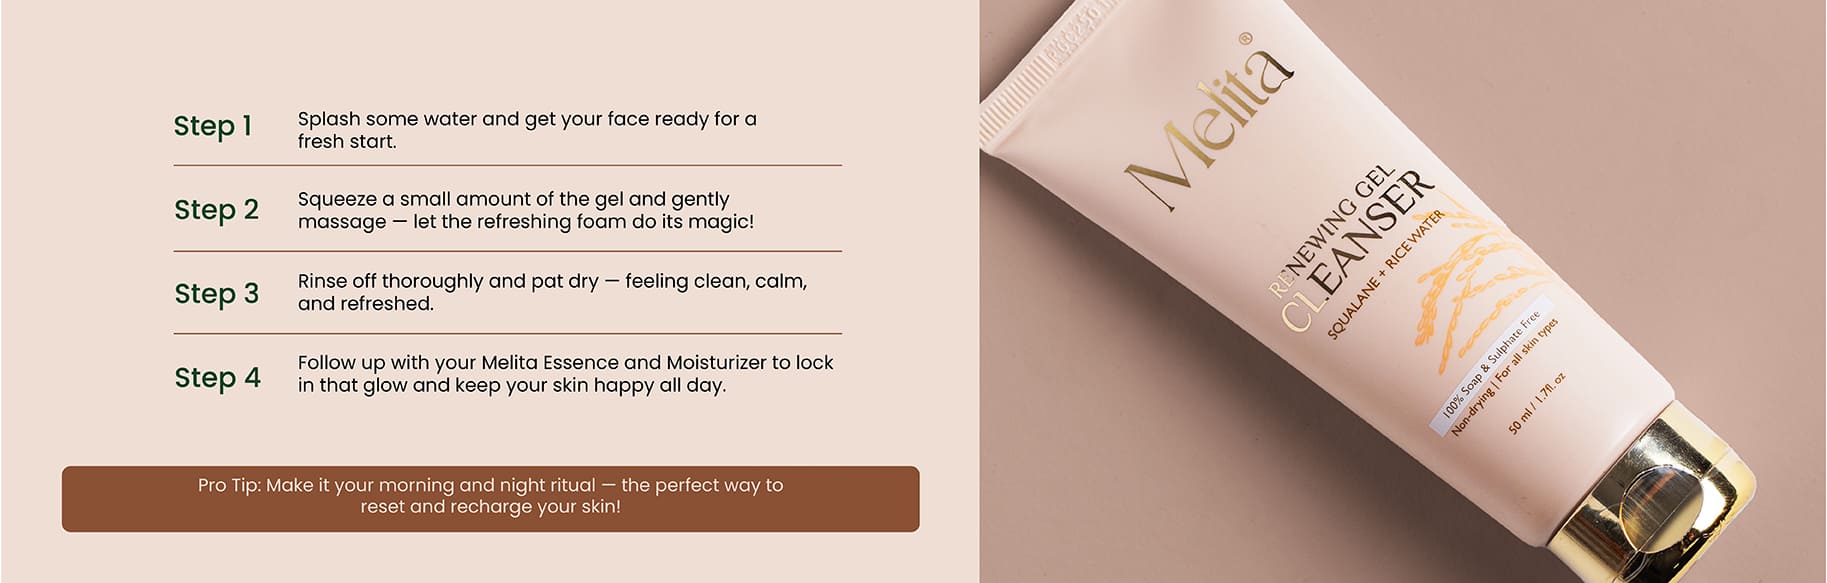 Step 1
Splash some water and get your face ready for a
fresh start.
Step 2
Squeeze a small amount of the gel and gently
massage — let the refreshing foam do its magic!
Step 3
Rinse off thoroughly and pat dry — feeling clean, calm,
and refreshed.
Step 4
Follow up with your Melita Essence and Moisturizer to lock
in that glow and keep your skin happy all day.
Pro Tip: Make it your morning and night ritual — the perfect way to
reset and recharge your skin!
Melita®
RENEWING GEL
CLEANSER
SQUALANE + RICE WATER
100% Soap & Sulphate Free
Non-drying | For all skin types
50 ml / 1.7fl. oz